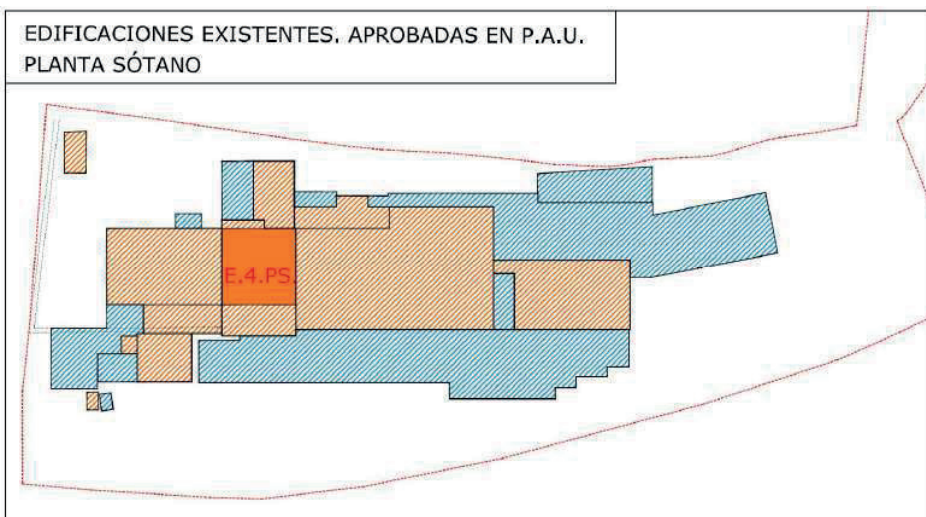 EDIFICACIONES EXISTENTES. APROBADAS EN P.A.U.
PLANTA SÓTANO
E.4.PS.